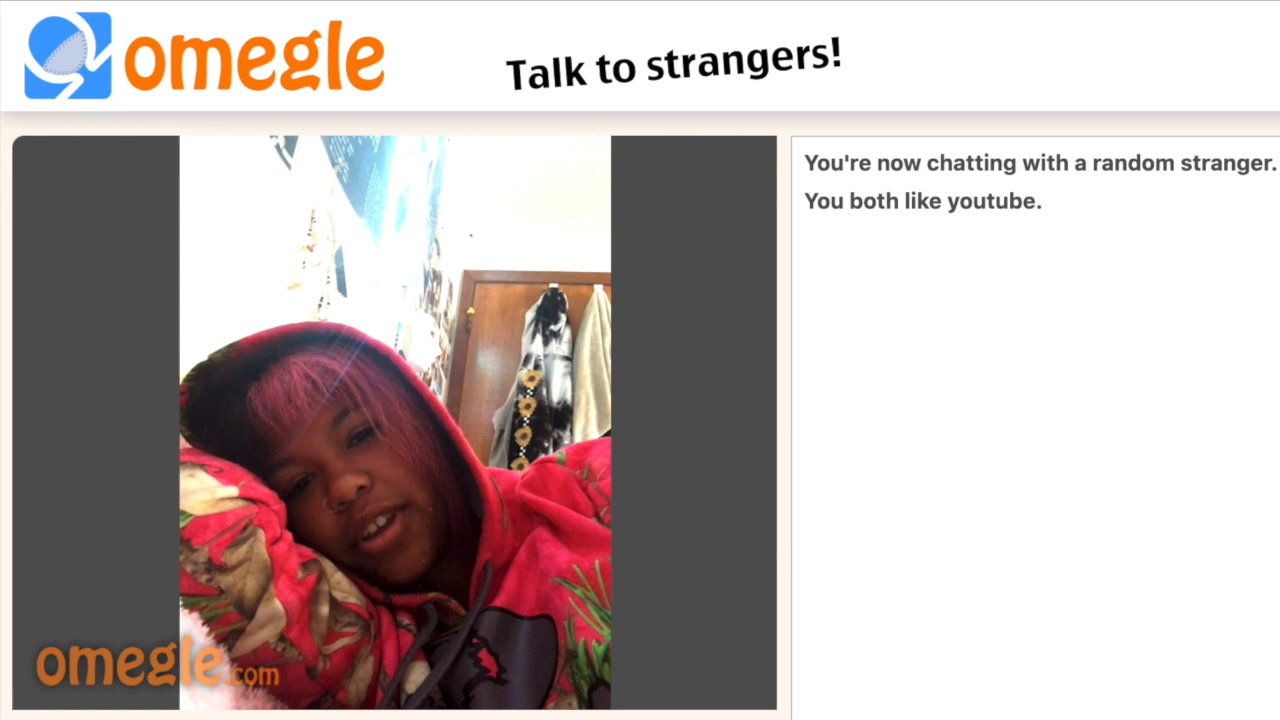 omegle
Talk to strangers!
You're now chatting with a random stranger.
You both like youtube.
omegle.com